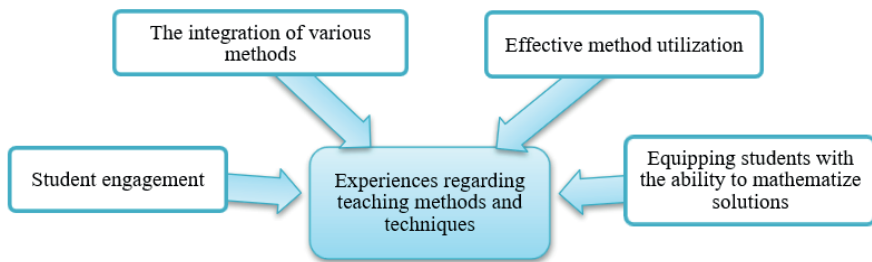 The integration of various
methods
Effective method utilization
Student engagement
Experiences regarding
teaching methods and
techniques
Equipping students with
the ability to mathematize
solutions